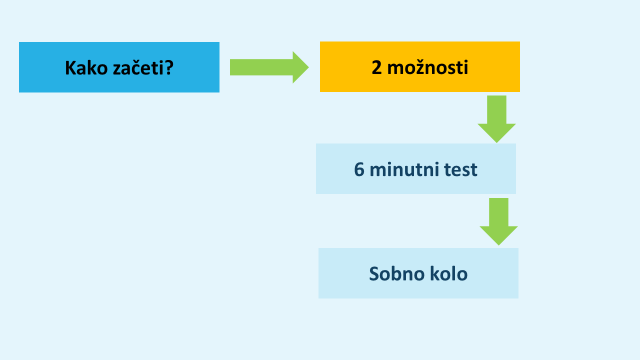 Kako začeti?
2 možnosti
6 minutni test
Sobno kolo